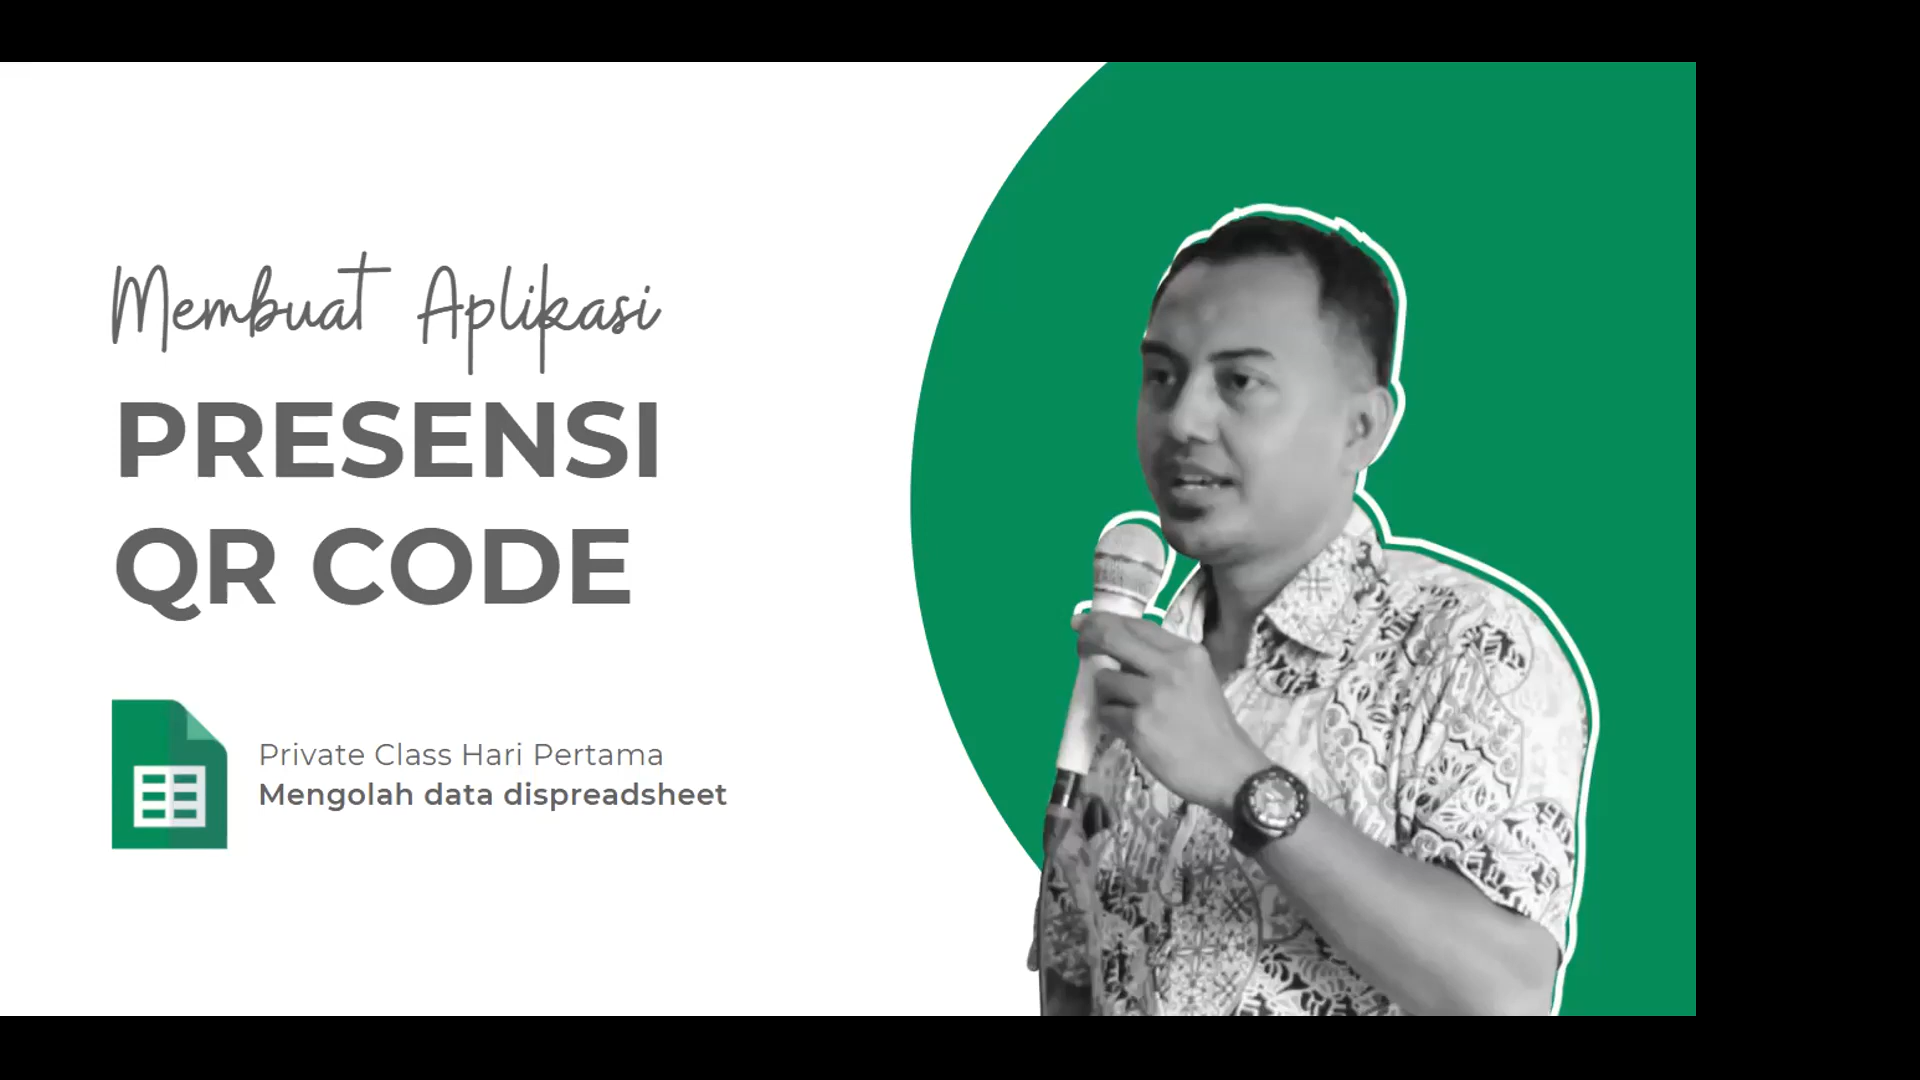 Membuat Aplikasi
PRESENSI
QR CODE
Private Class Hari Pertama
Mengolah data dispreadsheet